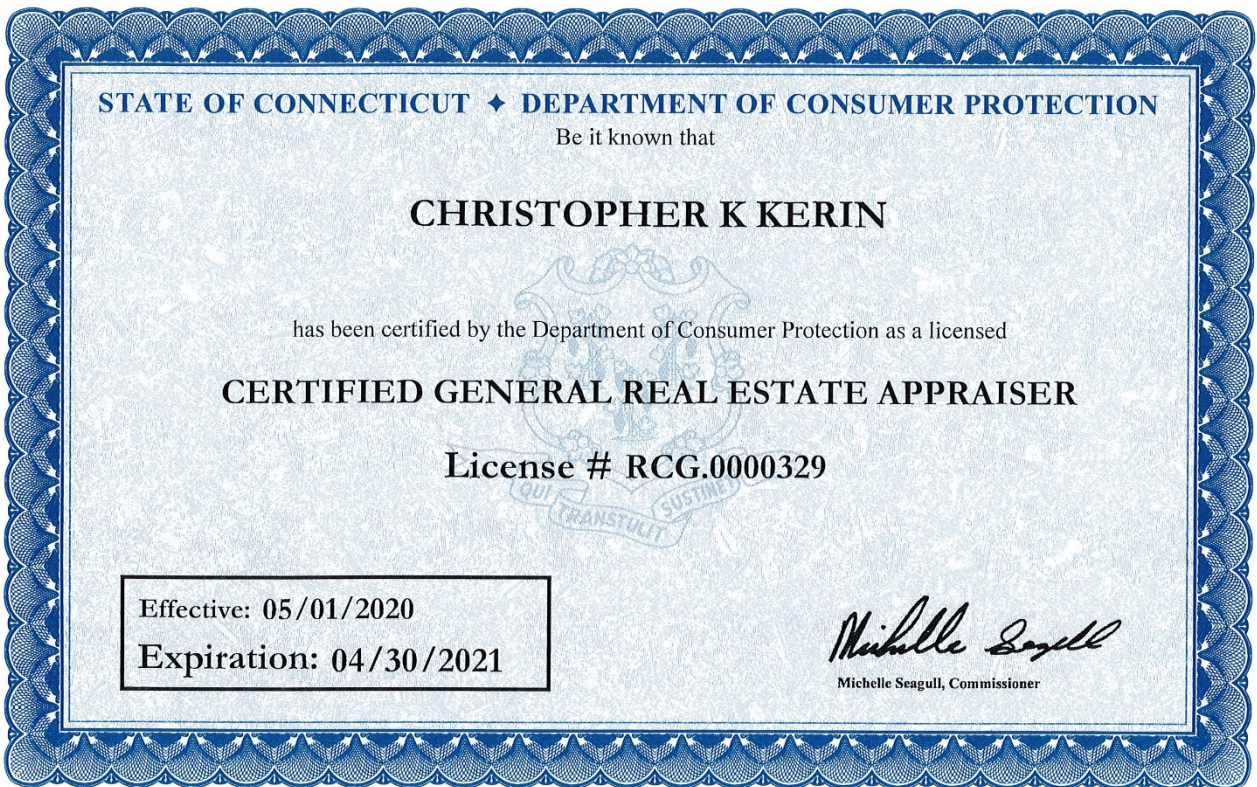 STATE OF CONNECTICUT ✦ DEPARTMENT OF CONSUMER PROTECTION
Be it known that
CHRISTOPHER K KERIN
has been certified by the Department of Consumer Protection as a licensed
CERTIFIED GENERAL REAL ESTATE APPRAISER
License # RCG.0000329
QUI TRANSTULIT SUSTINET
Effective: 05/01/2020
Expiration: 04/30/2021
Michelle Seagull
Michelle Seagull, Commissioner